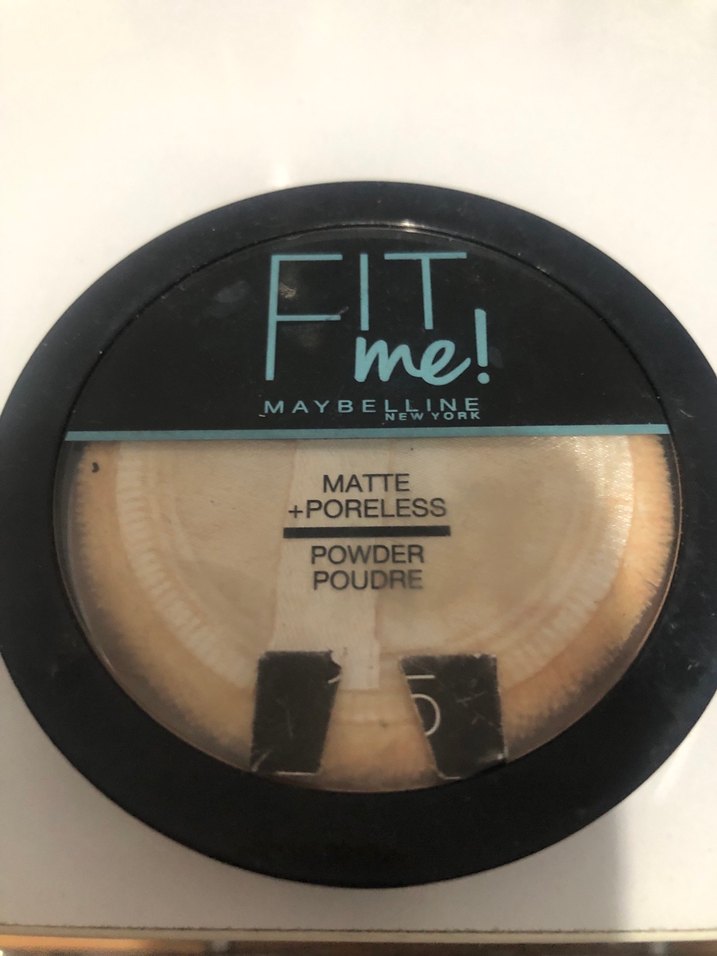 FIT
me!
MAYBELLINE
NEW YORK
MATTE
+PORELESS
POWDER
POUDRE